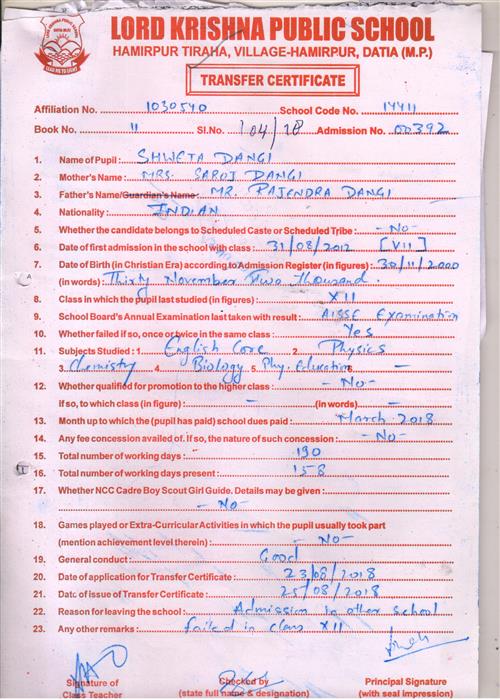 LORD KRISHNA PUBLIC SCHOOL
HAMIRPUR TIRAHA, VILLAGE-HAMIRPUR, DATIA (M.P.)
TRANSFER CERTIFICATE
Affiliation No. 1030540 School Code No. 14411
Book No. 11 Sl.No. 104/18 Admission No. 00392
1. Name of Pupil : SHWETA DANGI
2. Mother's Name : MRS. SAROJ DANGI
3. Father's Name/Guardian's Name MR. RAJENDRA DANGI
4. Nationality : INDIAN
5. Whether the candidate belongs to Scheduled Caste or Scheduled Tribe : -No-
6. Date of first admission in the school with class : 31/08/2012 [VII]
7. Date of Birth (in Christian Era) according to Admission Register (in figures) : 30/11/2000
(in words) : Thirty November Two thousand.
8. Class in which the pupil last studied (in figures) : XII
9. School Board's Annual Examination last taken with result : AISSE Examination
10. Whether failed if so, once or twice in the same class : Yes
11. Subjects Studied : 1. English Core 2. Physics
3. Chemistry 4. Biology 5. Phy. Education 6. -
12. Whether qualified for promotion to the higher class : -No-
If so, to which class (in figure) : - (in words) -
13. Month up to which the (pupil has paid) school dues paid : March 2018
14. Any fee concession availed of. If so, the nature of such concession : -No-
15. Total number of working days : 190
16. Total number of working days present : 158
17. Whether NCC Cadre Boy Scout Girl Guide. Details may be given :
-No-
18. Games played or Extra-Curricular Activities in which the pupil usually took part
(mention achievement level therein) : -No-
19. General conduct : Good
20. Date of application for Transfer Certificate : 23/08/2018
21. Date of issue of Transfer Certificate : 25/08/2018
22. Reason for leaving the school : Admission in other school
23. Any other remarks : failed in class XII
Signature of Checked by Principal Signature
Class Teacher (state full name & designation) (with seal impression)